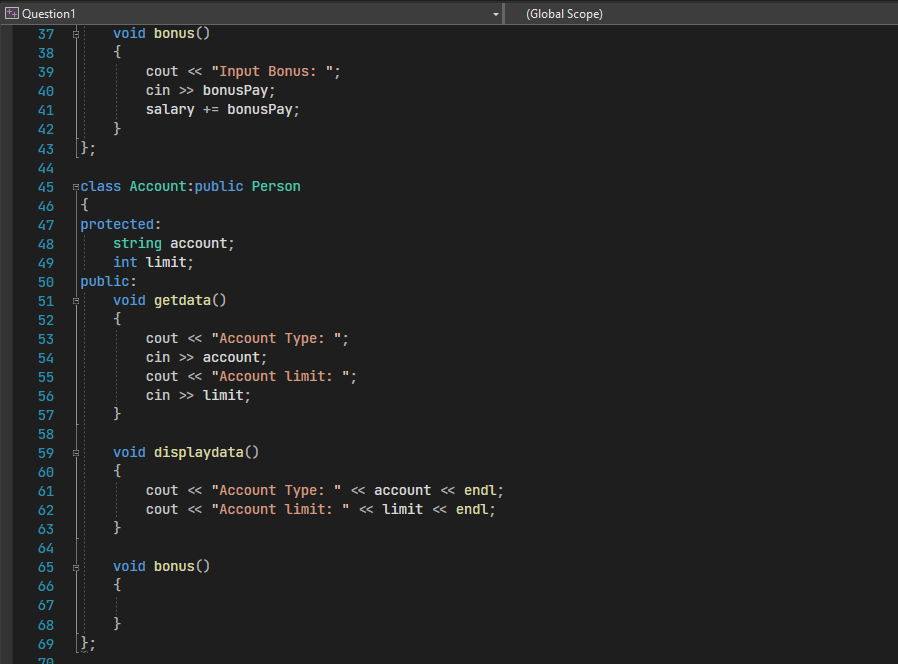 Question1 (Global Scope)
37 void bonus()
38 {
39 cout << "Input Bonus: ";
40 cin >> bonusPay;
41 salary += bonusPay;
42 }
43 };
44
45 class Account:public Person
46 {
47 protected:
48 string account;
49 int limit;
50 public:
51 void getdata()
52 {
53 cout << "Account Type: ";
54 cin >> account;
55 cout << "Account limit: ";
56 cin >> limit;
57 }
58
59 void displaydata()
60 {
61 cout << "Account Type: " << account << endl;
62 cout << "Account limit: " << limit << endl;
63 }
64
65 void bonus()
66 {
67
68 }
69 };
70